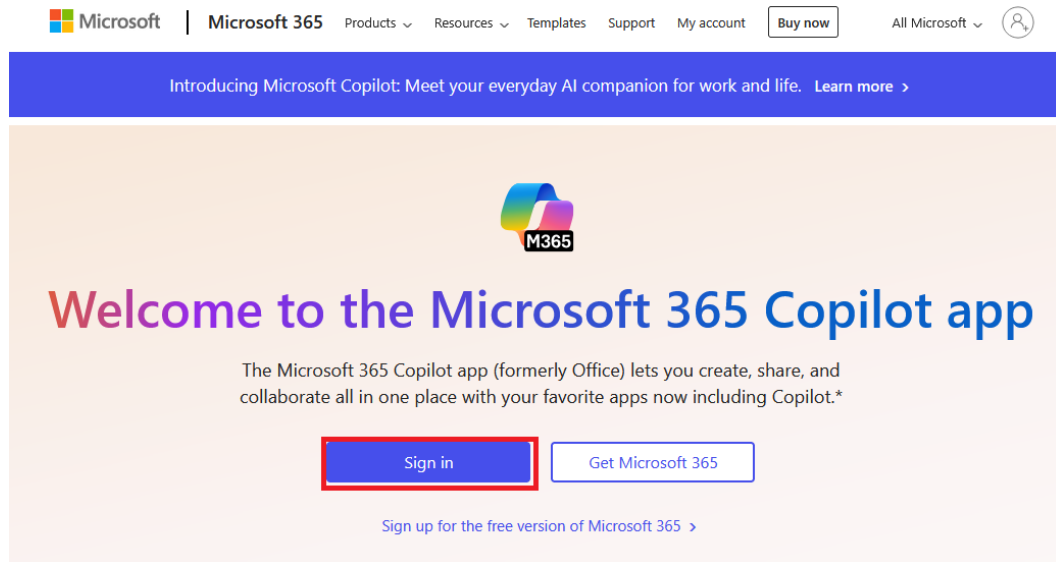 Microsoft | Microsoft 365 Products Resources Templates Support My account Buy now All Microsoft
Introducing Microsoft Copilot: Meet your everyday AI companion for work and life. Learn more >
M365
Welcome to the Microsoft 365 Copilot app
The Microsoft 365 Copilot app (formerly Office) lets you create, share, and
collaborate all in one place with your favorite apps now including Copilot.*
Sign in Get Microsoft 365
Sign up for the free version of Microsoft 365 >